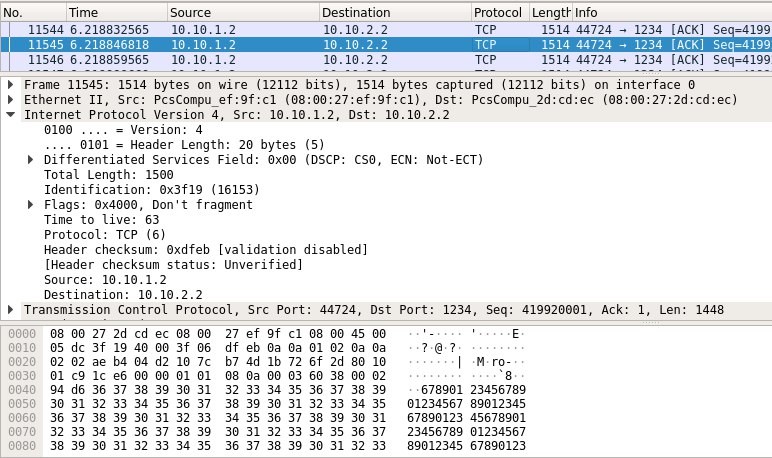 No. Time Source Destination Protocol Length Info
11544 6.218832565 10.10.1.2 10.10.2.2 TCP 1514 44724 → 1234 [ACK] Seq=4199
11545 6.218846818 10.10.1.2 10.10.2.2 TCP 1514 44724 → 1234 [ACK] Seq=4199
11546 6.218859565 10.10.1.2 10.10.2.2 TCP 1514 44724 → 1234 [ACK] Seq=4199
Frame 11545: 1514 bytes on wire (12112 bits), 1514 bytes captured (12112 bits) on interface 0
Ethernet II, Src: PcsCompu_ef:9f:c1 (08:00:27:ef:9f:c1), Dst: PcsCompu_2d:cd:ec (08:00:27:2d:cd:ec)
Internet Protocol Version 4, Src: 10.10.1.2, Dst: 10.10.2.2
0100 .... = Version: 4
.... 0101 = Header Length: 20 bytes (5)
Differentiated Services Field: 0x00 (DSCP: CS0, ECN: Not-ECT)
Total Length: 1500
Identification: 0x3f19 (16153)
Flags: 0x4000, Don't fragment
Time to live: 63
Protocol: TCP (6)
Header checksum: 0xdfeb [validation disabled]
[Header checksum status: Unverified]
Source: 10.10.1.2
Destination: 10.10.2.2
Transmission Control Protocol, Src Port: 44724, Dst Port: 1234, Seq: 419920001, Ack: 1, Len: 1448
0000 08 00 27 2d cd ec 08 00 27 ef 9f c1 08 00 45 00 ··'-···· '·····E·
0010 05 dc 3f 19 40 00 3f 06 df eb 0a 0a 01 02 0a 0a ··?·@·?· ········
0020 02 02 ae b4 04 d2 10 7c b7 4d 1b 72 6f 2d 80 10 ·······| ·M·ro-··
0030 01 c9 1c e6 00 00 01 01 08 0a 00 03 60 38 00 02 ········ ····`8··
0040 94 d6 36 37 38 39 30 31 32 33 34 35 36 37 38 39 ··678901 23456789
0050 30 31 32 33 34 35 36 37 38 39 30 31 32 33 34 35 01234567 89012345
0060 36 37 38 39 30 31 32 33 34 35 36 37 38 39 30 31 67890123 45678901
0070 32 33 34 35 36 37 38 39 30 31 32 33 34 35 36 37 23456789 01234567
0080 38 39 30 31 32 33 34 35 36 37 38 39 30 31 32 33 89012345 67890123